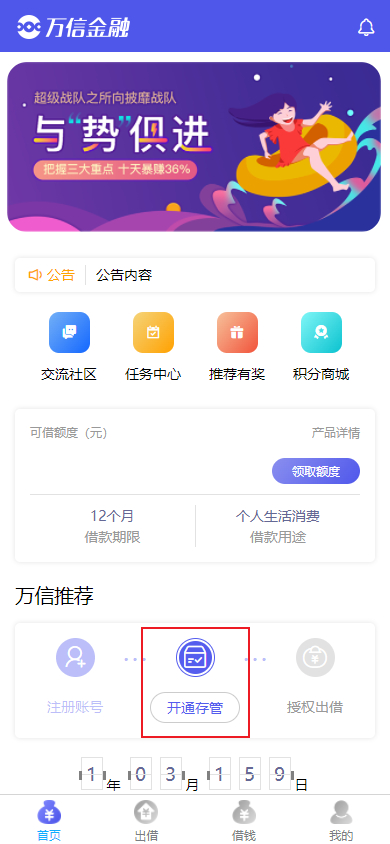 万信金融
超级战队之所向披靡战队
与“势”俱进
把握三大重点 十天暴赚36%
公告 公告内容
交流社区 任务中心 推荐有奖 积分商城
可借额度（元） 产品详情
领取额度
12个月 个人生活消费
借款期限 借款用途
万信推荐
注册账号 开通存管 授权出借
1 年 0 3 月 1 5 9 日
首页 出借 借钱 我的